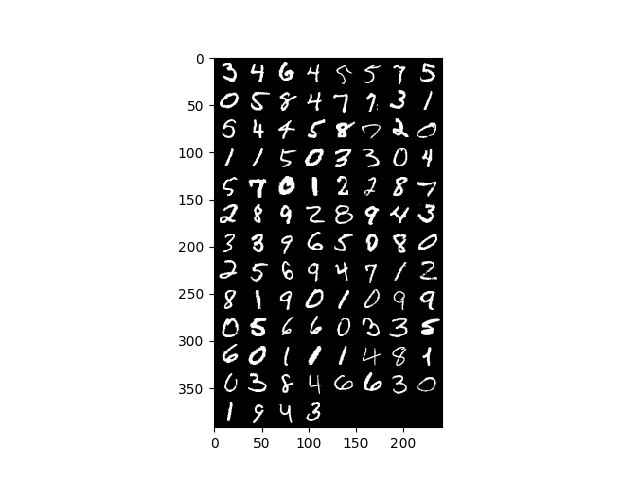 0
50
100
150
200
250
300
350
0 50 100 150 200
3 4 6 4 5 5 7 5
0 5 8 4 7 7 3 1
5 4 4 5 8 7 2 0
1 1 5 0 3 3 0 4
5 7 0 1 2 2 8 7
2 8 9 2 8 9 4 3
3 3 9 6 5 0 8 0
2 5 6 9 4 7 1 2
8 1 9 0 1 0 9 9
0 5 6 6 0 3 3 5
6 0 1 1 1 4 8 1
0 3 8 4 6 6 3 0
1 9 4 3